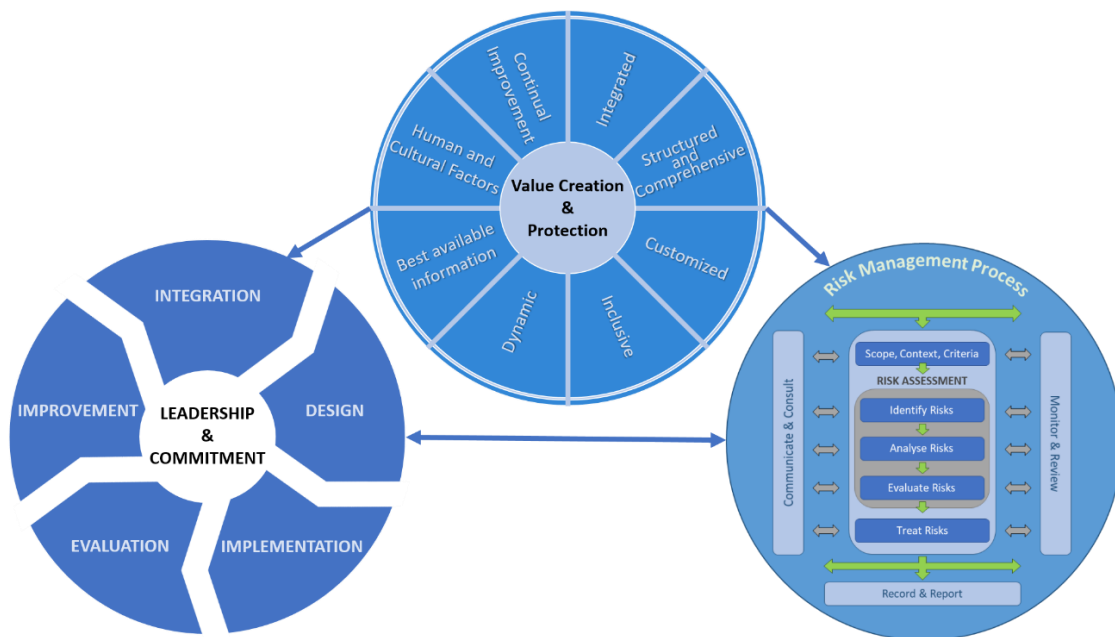 Continual
Improvement
Integrated
Human and
Cultural Factors
Structured
and
Comprehensive
Value Creation
&
Protection
Best available
information
Customized
Dynamic
Inclusive
INTEGRATION
IMPROVEMENT
DESIGN
LEADERSHIP
&
COMMITMENT
EVALUATION
IMPLEMENTATION
Risk Management Process
Scope, Context, Criteria
RISK ASSESSMENT
Identify Risks
Analyse Risks
Evaluate Risks
Treat Risks
Communicate & Consult
Monitor & Review
Record & Report